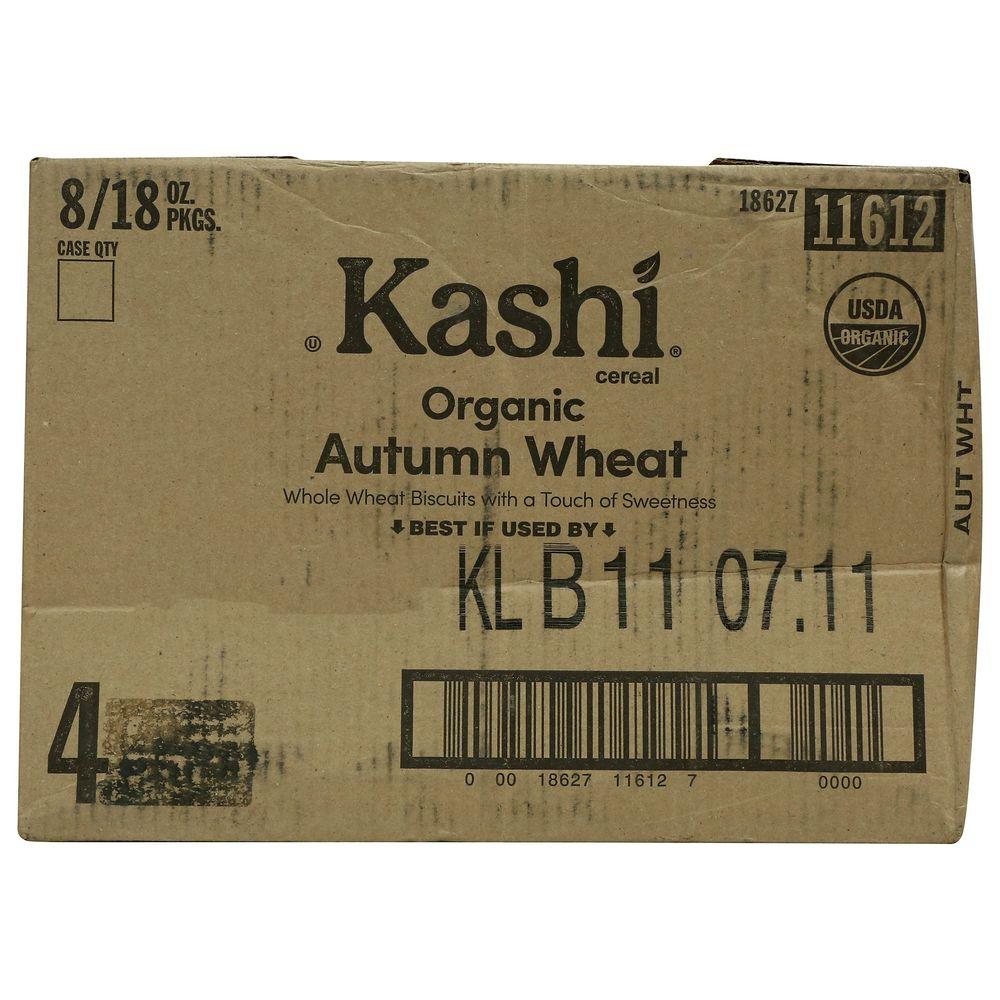 8/18 OZ. PKGS.
CASE QTY
18627 11612
USDA
ORGANIC
U Kashi®
cereal
Organic
Autumn Wheat
Whole Wheat Biscuits with a Touch of Sweetness
BEST IF USED BY
KL B11 07:11
AUT WHT
4
0 00 18627 11612 7 0000